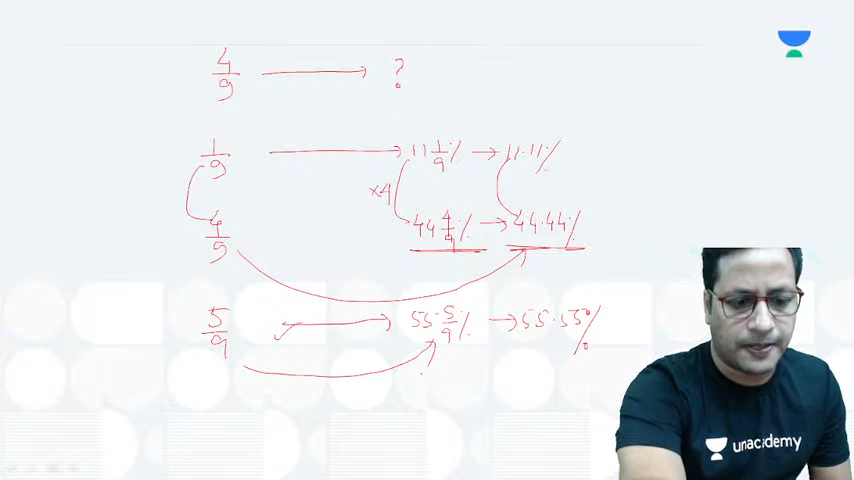 4/9 → ?
1/9 → 11 1/9 % → 11.11 %
×4
4/9 44 4/9 % → 44.44 %
5/9 → 55 5/9 % → 55.55 %
unacademy